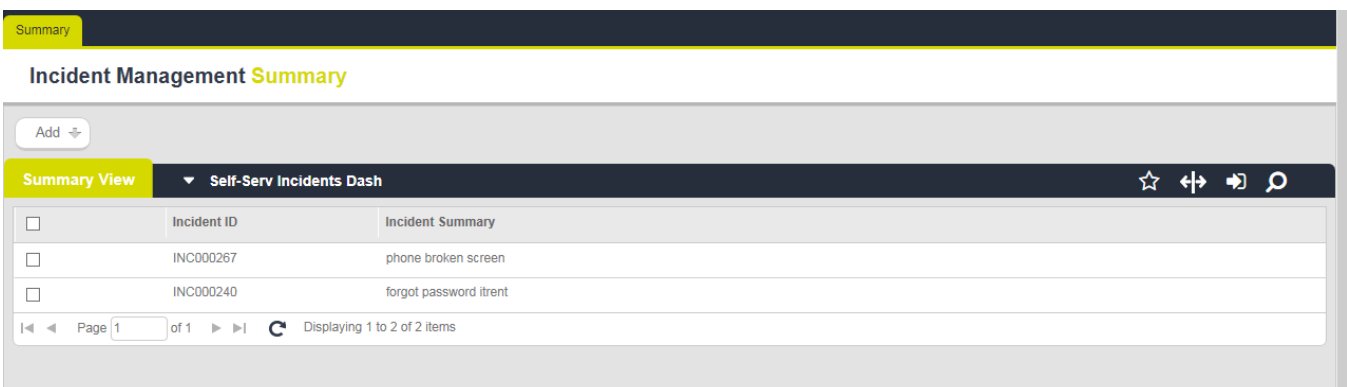 Summary
Incident Management Summary
Add
Summary View Self-Serv Incidents Dash
Incident ID Incident Summary
INC000267 phone broken screen
INC000240 forgot password itrent
Page 1 of 1 Displaying 1 to 2 of 2 items